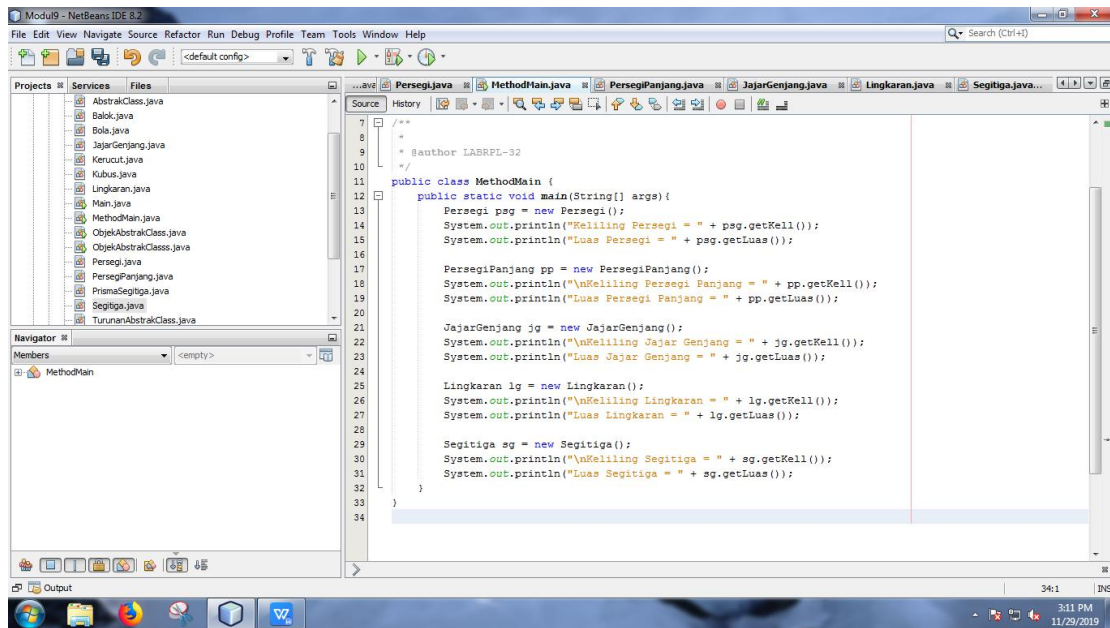 Modul9 - NetBeans IDE 8.2
File Edit View Navigate Source Refactor Run Debug Profile Team Tools Window Help
Search (Ctrl+I)
<default config>
Projects Services Files
...ava Persegi.java MethodMain.java PersegiPanjang.java JajarGenjang.java Lingkaran.java Segitiga.java...
AbstrakClass.java
Balok.java
Bola.java
JajarGenjang.java
Kerucut.java
Kubus.java
Lingkaran.java
Main.java
MethodMain.java
ObjekAbstrakClass.java
ObjekAbstrakClasss.java
Persegi.java
PersegiPanjang.java
PrismaSegitiga.java
Segitiga.java
TurunanAbstrakClass.java
Navigator
Members <empty>
MethodMain
Source History
7 /**
8 *
9 * @author LABRPL-32
10 */
11 public class MethodMain {
12 public static void main(String[] args){
13 Persegi psg = new Persegi();
14 System.out.println("Keliling Persegi = " + psg.getKell());
15 System.out.println("Luas Persegi = " + psg.getLuas());
16
17 PersegiPanjang pp = new PersegiPanjang();
18 System.out.println("\nKeliling Persegi Panjang = " + pp.getKell());
19 System.out.println("Luas Persegi Panjang = " + pp.getLuas());
20
21 JajarGenjang jg = new JajarGenjang();
22 System.out.println("\nKeliling Jajar Genjang = " + jg.getKell());
23 System.out.println("Luas Jajar Genjang = " + jg.getLuas());
24
25 Lingkaran lg = new Lingkaran();
26 System.out.println("\nKeliling Lingkaran = " + lg.getKell());
27 System.out.println("Luas Lingkaran = " + lg.getLuas());
28
29 Segitiga sg = new Segitiga();
30 System.out.println("\nKeliling Segitiga = " + sg.getKell());
31 System.out.println("Luas Segitiga = " + sg.getLuas());
32 }
33 }
34
Output
34:1 INS
3:11 PM
11/29/2019